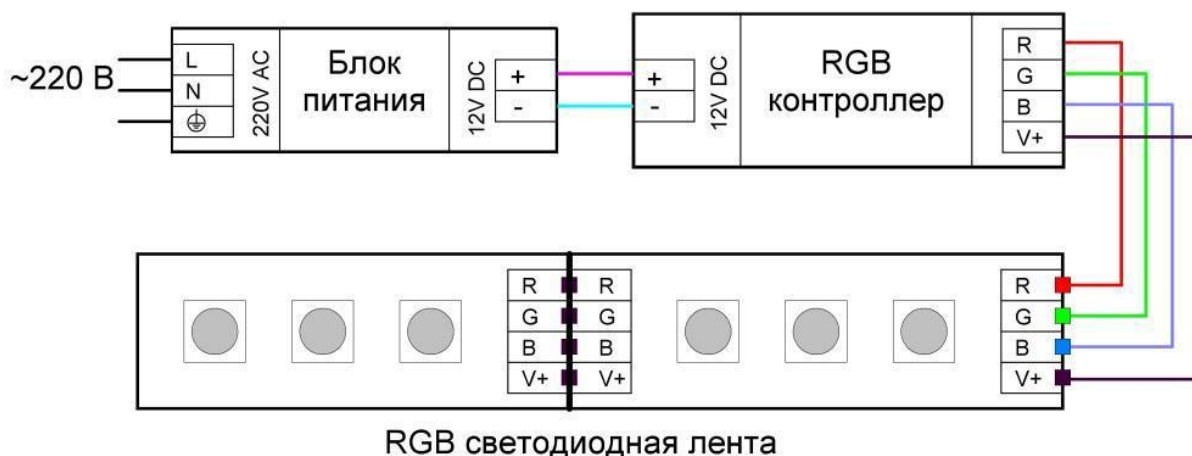 ~220 В
L
N
220V AC
Блок
питания
12V DC
+
-
+
-
12V DC
RGB
контроллер
R
G
B
V+
R
G
B
V+
R
G
B
V+
R
G
B
V+
RGB светодиодная лента